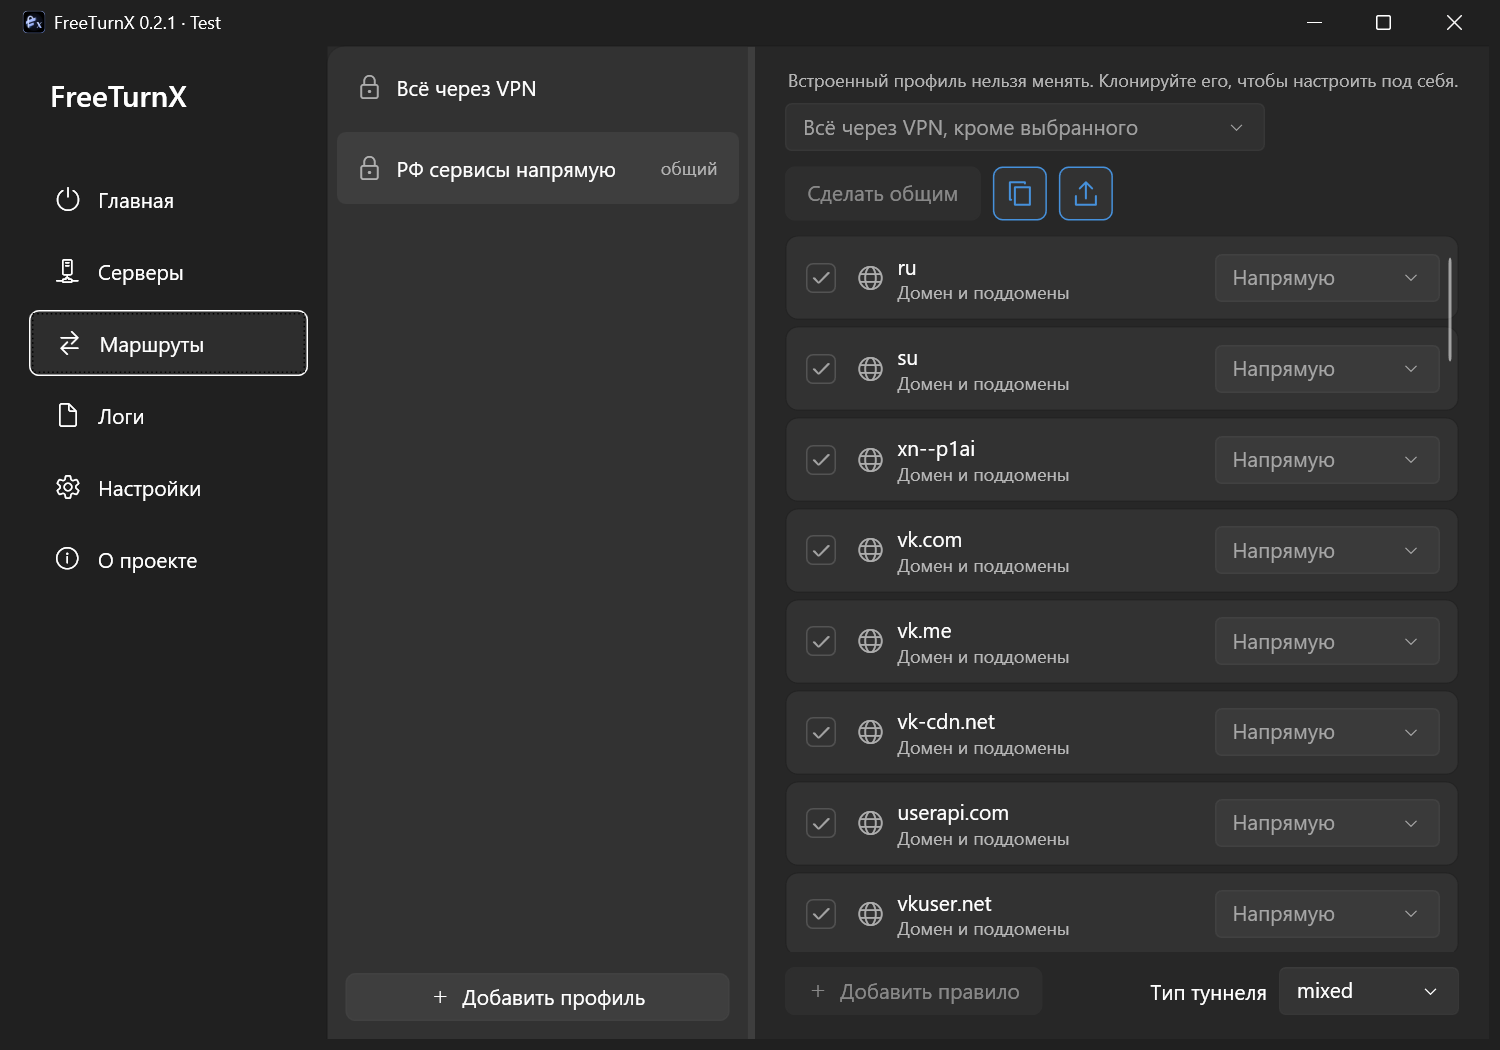 FreeTurnX 0.2.1 · Test
FreeTurnX
Главная
Серверы
Маршруты
Логи
Настройки
О проекте
Всё через VPN
РФ сервисы напрямую общий
+ Добавить профиль
Встроенный профиль нельзя менять. Клонируйте его, чтобы настроить под себя.
Всё через VPN, кроме выбранного
Сделать общим
ru
Домен и поддомены
Напрямую
su
Домен и поддомены
Напрямую
xn--p1ai
Домен и поддомены
Напрямую
vk.com
Домен и поддомены
Напрямую
vk.me
Домен и поддомены
Напрямую
vk-cdn.net
Домен и поддомены
Напрямую
userapi.com
Домен и поддомены
Напрямую
vkuser.net
Домен и поддомены
Напрямую
+ Добавить правило
Тип туннеля mixed